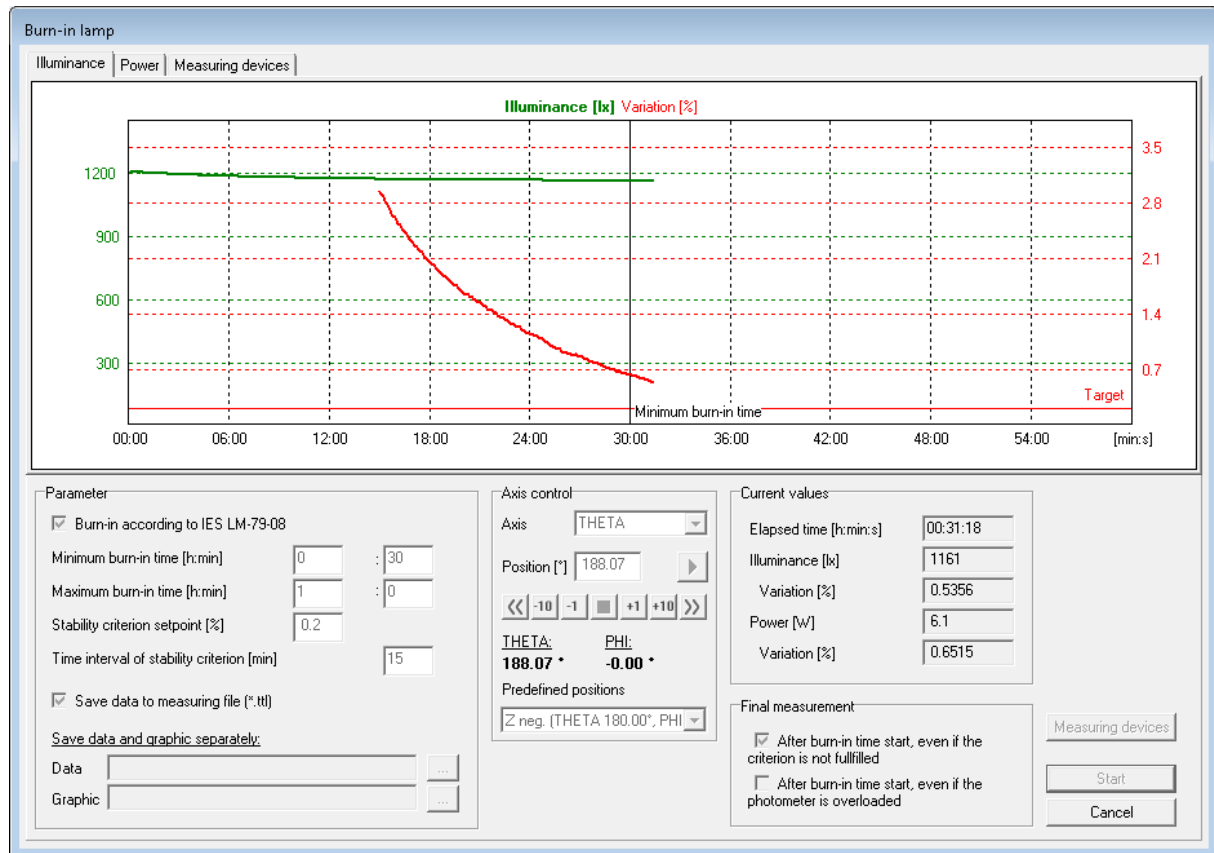 Burn-in lamp
Illuminance Power Measuring devices
Illuminance [lx] Variation [%]
3.5
1200
2.8
900
2.1
600
1.4
300
0.7
Target
Minimum burn-in time
00:00 06:00 12:00 18:00 24:00 30:00 36:00 42:00 48:00 54:00 [min:s]
Parameter
Burn-in according to IES LM-79-08
Minimum burn-in time [h:min] 0 : 30
Maximum burn-in time [h:min] 1 : 0
Stability criterion setpoint [%] 0.2
Time interval of stability criterion [min] 15
Save data to measuring file (*.ttl)
Save data and graphic separately:
Data ...
Graphic ...
Axis control
Axis THETA
Position [°] 188.07
-10 -1 +1 +10
THETA: PHI:
188.07 ° -0.00 °
Predefined positions
Z neg. (THETA 180.00°, PHI
Current values
Elapsed time [h:min:s] 00:31:18
Illuminance [lx] 1161
Variation [%] 0.5356
Power [W] 6.1
Variation [%] 0.6515
Final measurement
After burn-in time start, even if the
criterion is not fullfilled
After burn-in time start, even if the
photometer is overloaded
Measuring devices
Start
Cancel